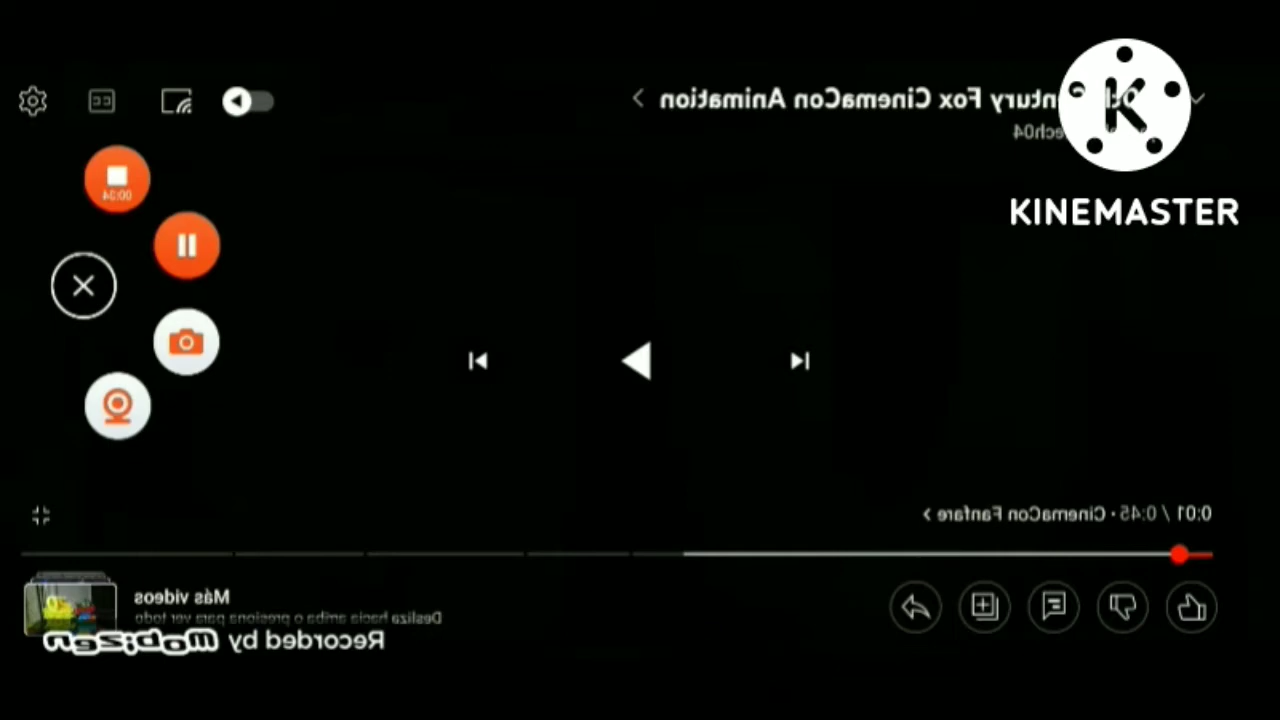 Century Fox CinemaCon Animation
KINEMASTER
00:04
0:01 / 0:45 • CinemaCon Fanfare
Más videos
Desliza hacia arriba o presiona para ver todo
Recorded by mobizen